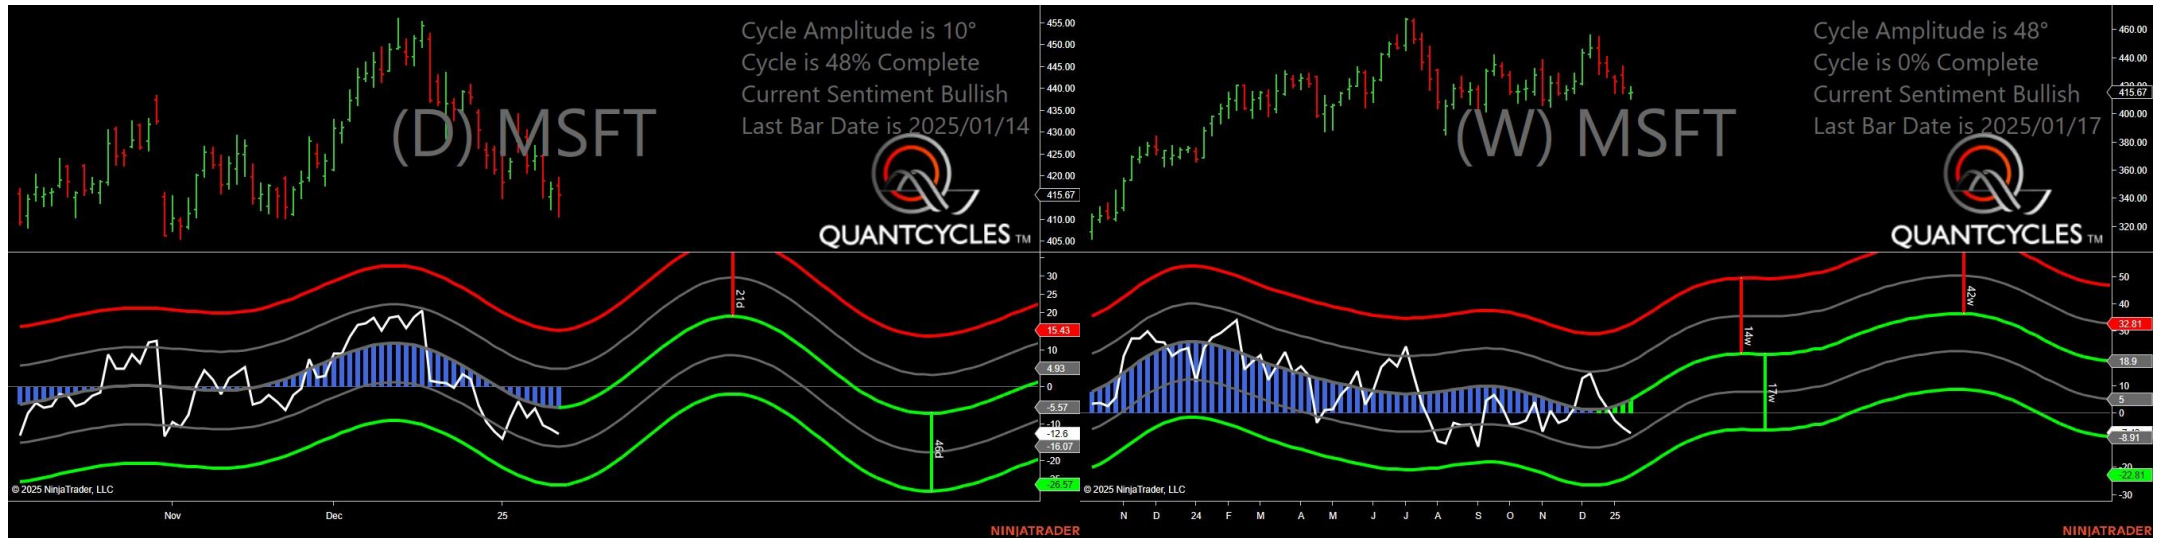 Cycle Amplitude is 10°
Cycle is 48% Complete
Current Sentiment Bullish
Last Bar Date is 2025/01/14
(D) MSFT
QUANTCYCLES TM
455.00
450.00
445.00
440.00
435.00
430.00
425.00
420.00
415.67
410.00
405.00
21d
46d
30
25
20
15.43
10
4.93
0
-5.57
-10
-12.6
-16.07
-20
-26.57
© 2025 NinjaTrader, LLC
Nov Dec 25
NINJATRADER
Cycle Amplitude is 48°
Cycle is 0% Complete
Current Sentiment Bullish
Last Bar Date is 2025/01/17
(W) MSFT
QUANTCYCLES TM
460.00
440.00
415.67
400.00
380.00
360.00
340.00
320.00
14w
17w
42w
50
40
32.81
30
18.9
10
5
0
-8.91
-22.81
-30
© 2025 NinjaTrader, LLC
N D 24 F M A M J J A S O N D 25
NINJATRADER